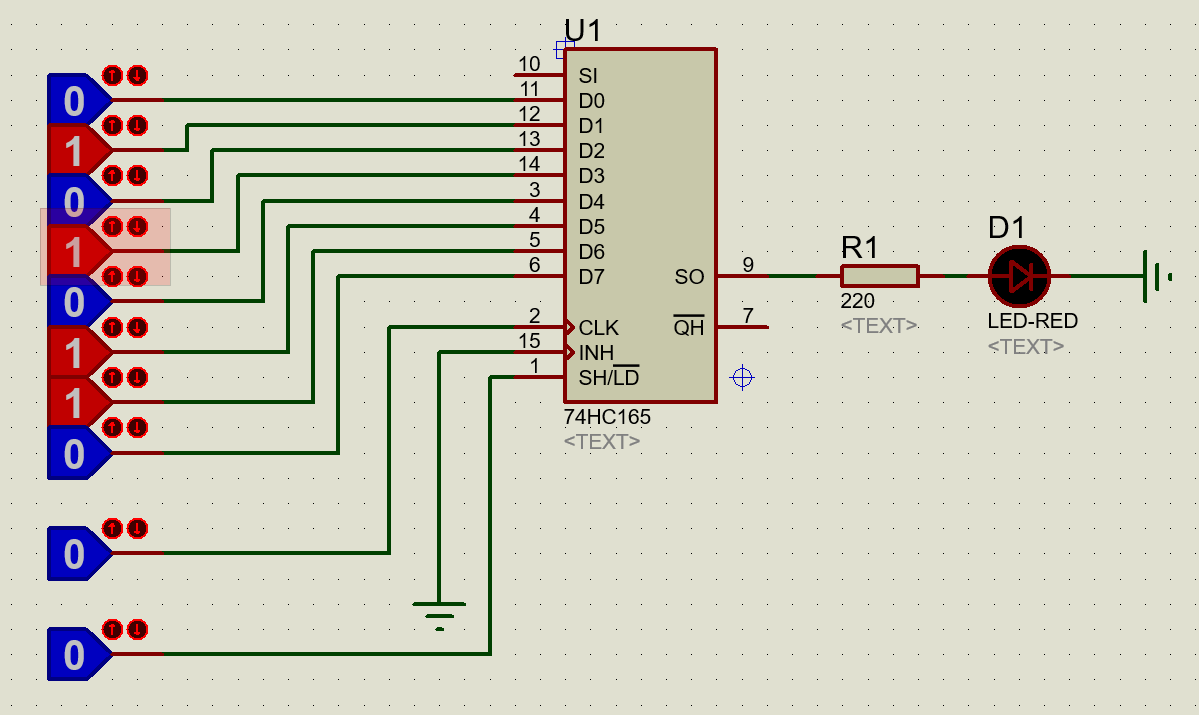 U1
10 SI
0 11 D0
1 12 D1
0 13 D2
1 14 D3
0 3 D4
1 4 D5
1 5 D6
0 6 D7
SO 9
R1
220
<TEXT>
D1
LED-RED
<TEXT>
0 2 CLK
QH 7
15 INH
0 1 SH/LD
74HC165
<TEXT>